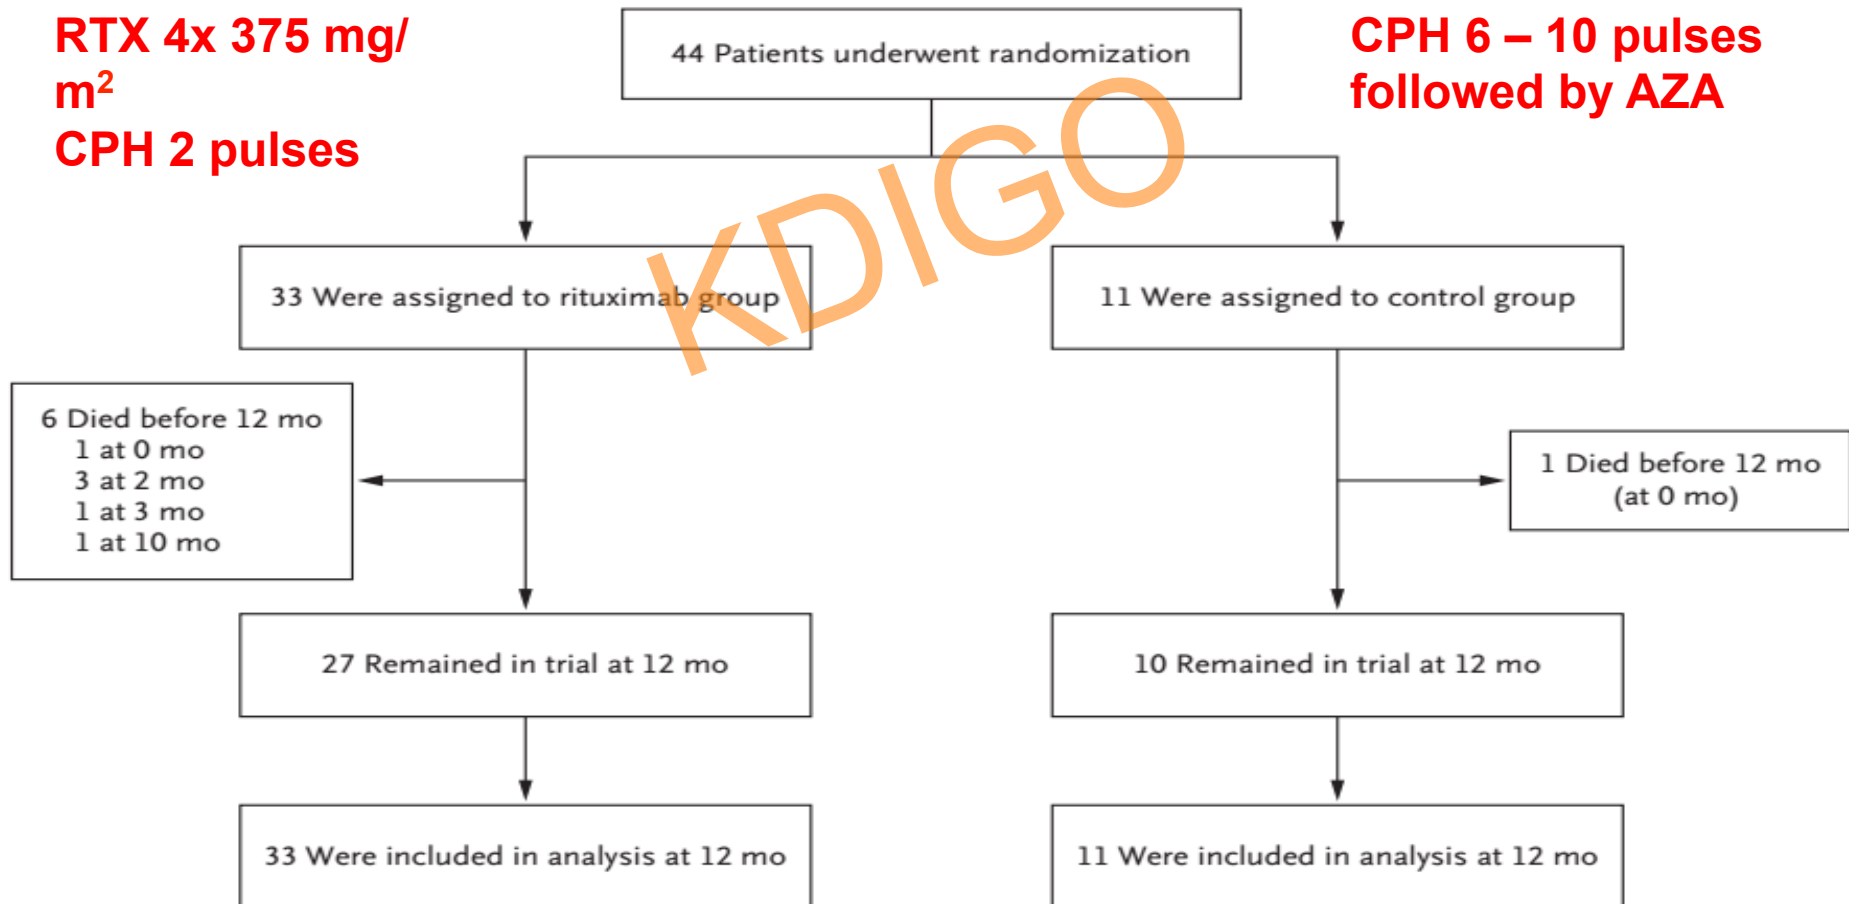 RTX 4x 375 mg/
m²
CPH 2 pulses
44 Patients underwent randomization
CPH 6 – 10 pulses
followed by AZA
KDIGO
33 Were assigned to rituximab group
11 Were assigned to control group
6 Died before 12 mo
1 at 0 mo
3 at 2 mo
1 at 3 mo
1 at 10 mo
1 Died before 12 mo
(at 0 mo)
27 Remained in trial at 12 mo
10 Remained in trial at 12 mo
33 Were included in analysis at 12 mo
11 Were included in analysis at 12 mo